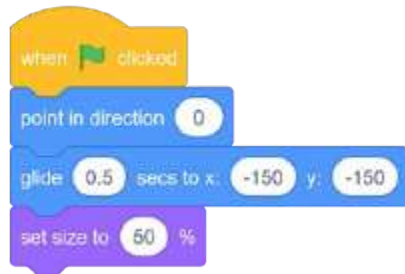 when clicked
point in direction 0
glide 0.5 secs to x: -150 y: -150
set size to 50 %